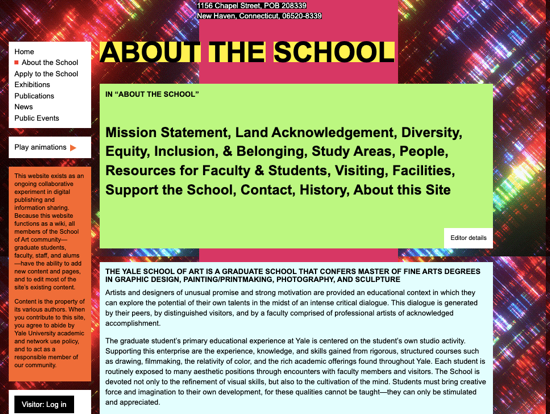 1156 Chapel Street, POB 208339
New Haven, Connecticut, 06520-8339
ABOUT THE SCHOOL
Home
About the School
Apply to the School
Exhibitions
Publications
News
Public Events
Play animations
This website exists as an
ongoing collaborative
experiment in digital
publishing and
information sharing.
Because this website
functions as a wiki, all
members of the School
of Art community—
graduate students,
faculty, staff, and alums
—have the ability to add
new content and pages,
and to edit most of the
site's existing content.
Content is the property of
its various authors. When
you contribute to this site,
you agree to abide by
Yale University academic
and network use policy,
and to act as a
responsible member of
our community.
Visitor: Log in
IN “ABOUT THE SCHOOL”
Mission Statement, Land Acknowledgement, Diversity,
Equity, Inclusion, & Belonging, Study Areas, People,
Resources for Faculty & Students, Visiting, Facilities,
Support the School, Contact, History, About this Site
Editor details
THE YALE SCHOOL OF ART IS A GRADUATE SCHOOL THAT CONFERS MASTER OF FINE ARTS DEGREES
IN GRAPHIC DESIGN, PAINTING/PRINTMAKING, PHOTOGRAPHY, AND SCULPTURE
Artists and designers of unusual promise and strong motivation are provided an educational context in which they
can explore the potential of their own talents in the midst of an intense critical dialogue. This dialogue is generated
by their peers, by distinguished visitors, and by a faculty comprised of professional artists of acknowledged
accomplishment.
The graduate student's primary educational experience at Yale is centered on the student's own studio activity.
Supporting this enterprise are the experience, knowledge, and skills gained from rigorous, structured courses such
as drawing, filmmaking, the relativity of color, and the rich academic offerings found throughout Yale. Each student is
routinely exposed to many aesthetic positions through encounters with faculty members and visitors. The School is
devoted not only to the refinement of visual skills, but also to the cultivation of the mind. Students must bring creative
force and imagination to their own development, for these qualities cannot be taught—they can only be stimulated
and appreciated.